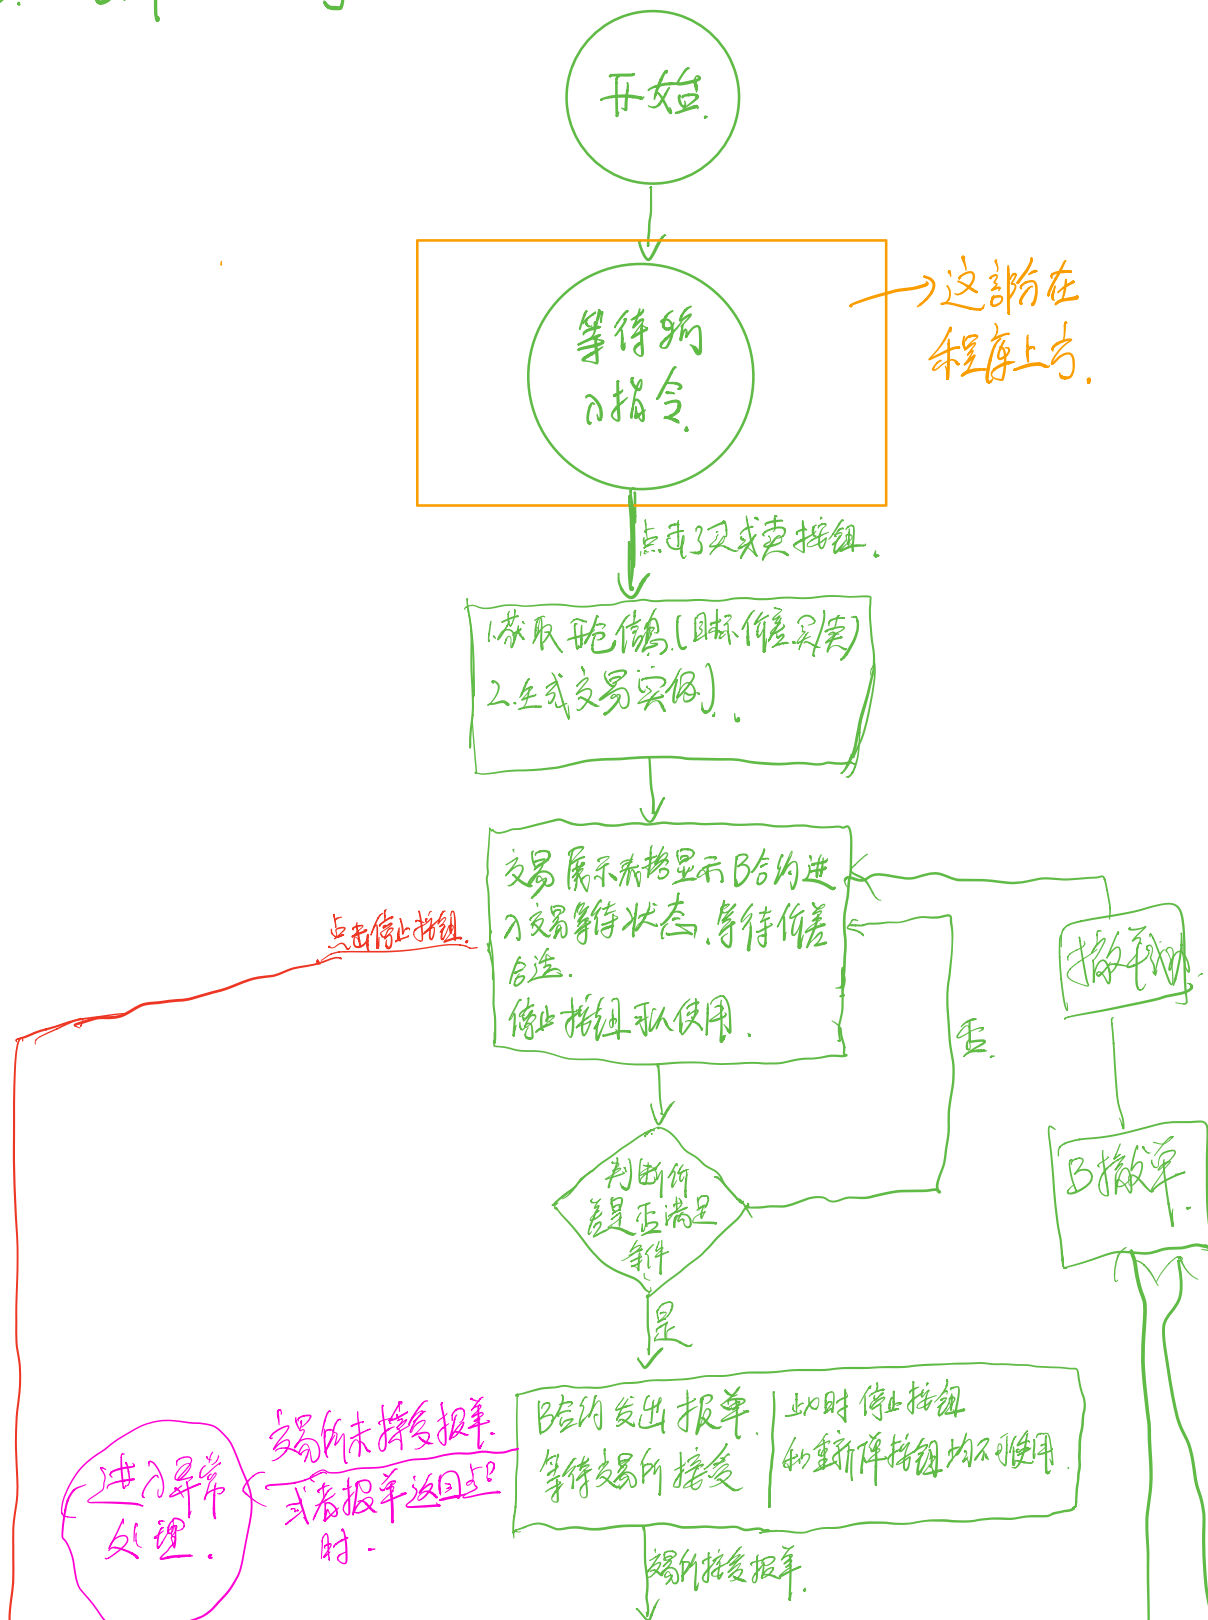 开始.
等待输
入指令.
这部分在
程序上方.
点击了买或卖按钮.
1.获取开仓信息.(目标价差.买/卖)
2.生成交易实例.
交易展示表格显示B合约进
入交易等待状态.等待价差
合适.
停止按钮可以使用.
点击停止按钮.
撤单成功.
否.
B撤单.
判断价
差是否满足
条件
是
B合约发出报单.
等待交易所接受
此时停止按钮
和重新弹按钮均不可使用.
交易所未接受报单.
或者报单返回
时.
进入异常
处理.
交易所接受报单.